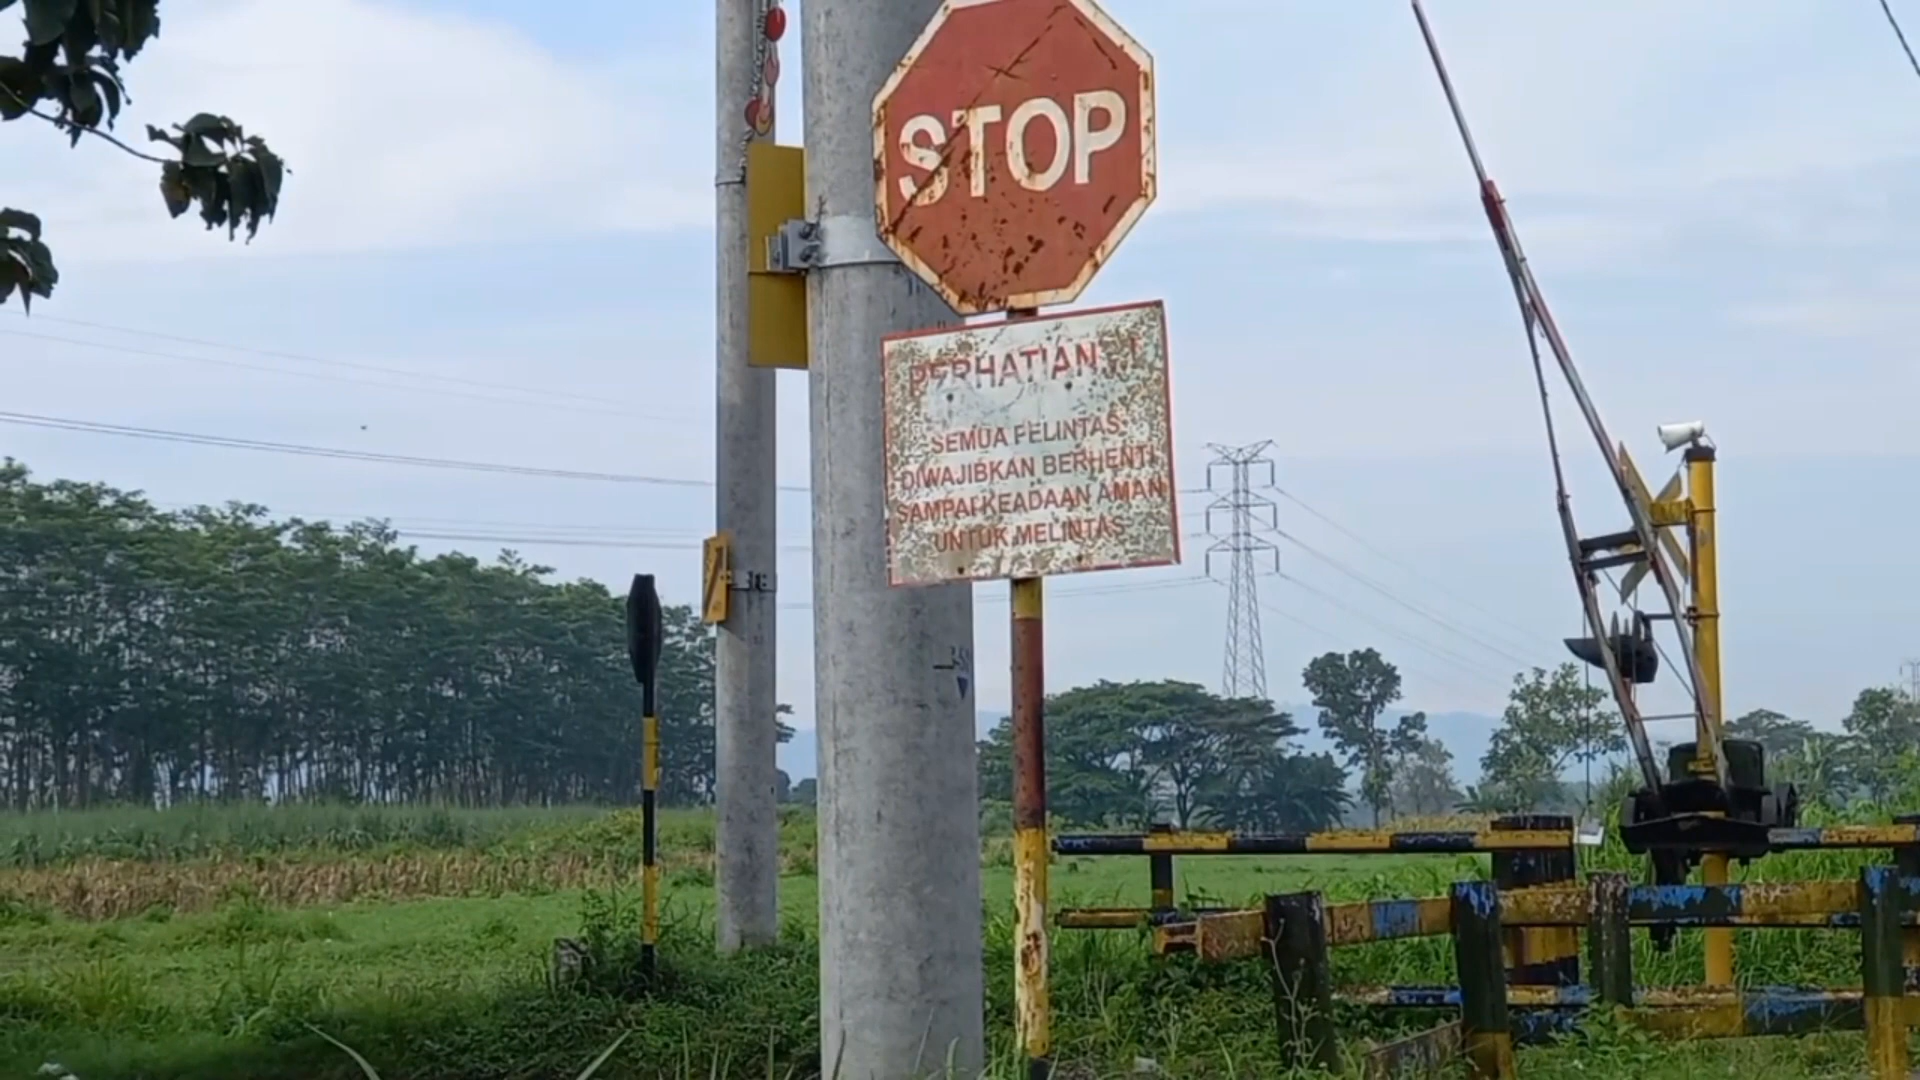 STOP
PERHATIAN !
SEMUA PELINTAS
DIWAJIBKAN BERHENTI
SAMPAI KEADAAN AMAN
UNTUK MELINTAS